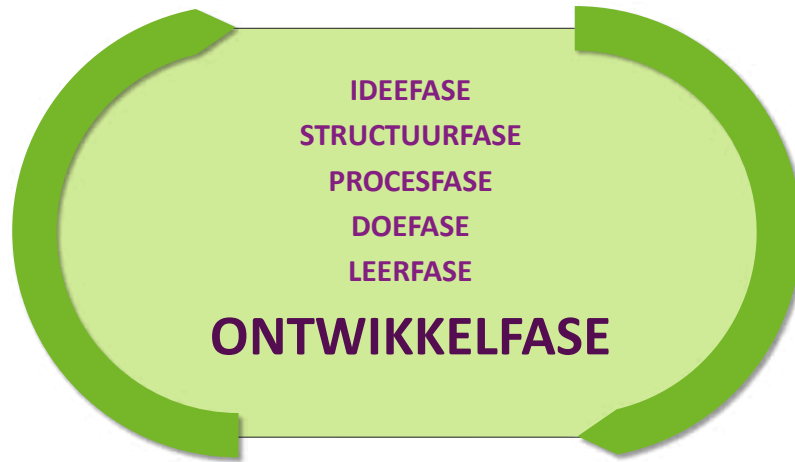 IDEEFASE
STRUCTUURFASE
PROCESFASE
DOEFASE
LEERFASE
ONTWIKKELFASE